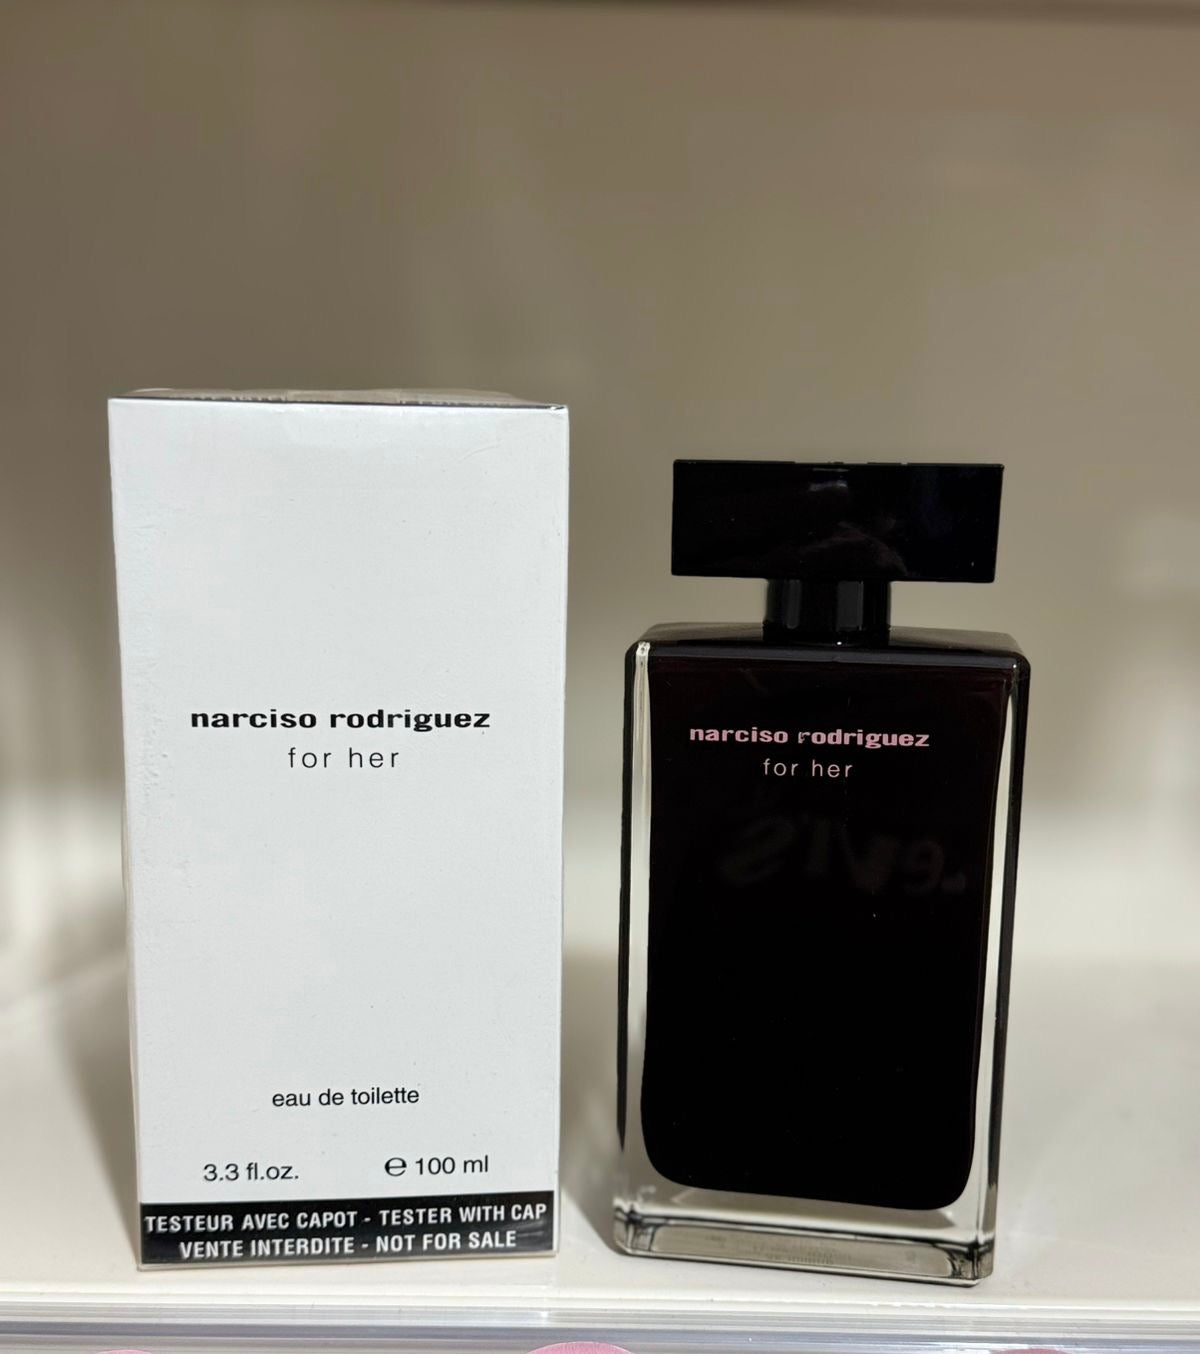 narciso rodriguez
for her
eau de toilette
3.3 fl.oz. ℮ 100 ml
TESTEUR AVEC CAPOT - TESTER WITH CAP
VENTE INTERDITE - NOT FOR SALE
narciso rodriguez
for her